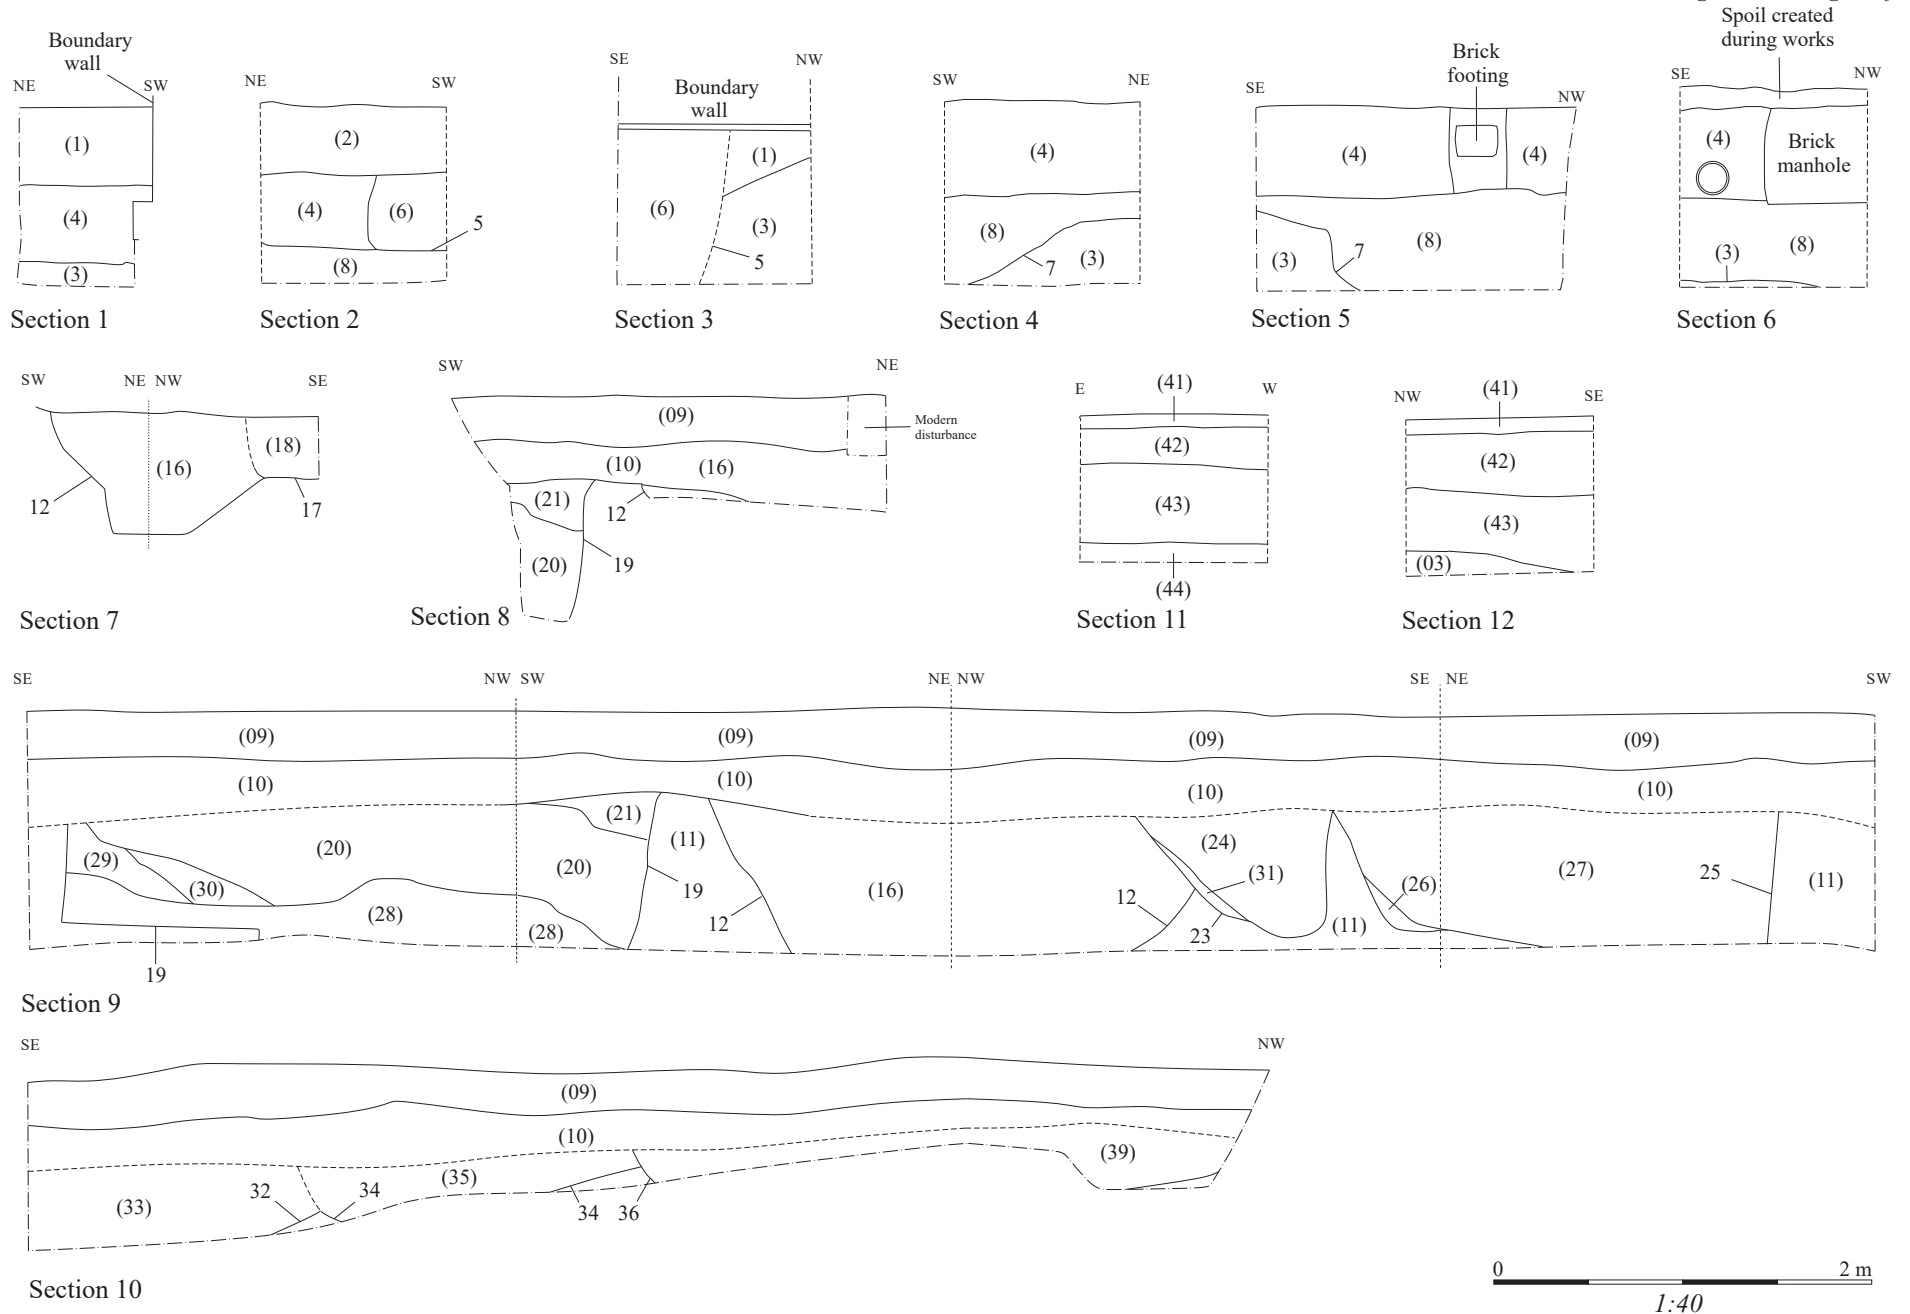 Spoil created
during works
Boundary
wall
NE
SW
(1)
(4)
(3)
Section 1
NE
SW
(2)
(4)
(6)
5
(8)
Section 2
SE
NW
Boundary
wall
(1)
(6)
(3)
5
Section 3
SW
NE
(4)
(8)
7
(3)
Section 4
SE
NW
Brick
footing
(4)
(4)
(3)
7
(8)
Section 5
SE
NW
(4)
Brick
manhole
(3)
(8)
Section 6
SW
NE NW
SE
(16)
(18)
12
17
Section 7
SW
NE
(09)
Modern
disturbance
(10)
(16)
(21)
12
(20)
19
Section 8
E
(41)
W
(42)
(43)
(44)
Section 11
NW
(41)
SE
(42)
(43)
(03)
Section 12
SE
NW SW
NE NW
SE NE
SW
(09)
(09)
(09)
(09)
(10)
(10)
(10)
(10)
(29)
(30)
(20)
(28)
19
(21)
(20)
(28)
(11)
19
12
(16)
12
(24)
(31)
23
(11)
(26)
(27)
25
(11)
Section 9
SE
NW
(09)
(10)
(33)
32
34
(35)
34
36
(39)
Section 10
0
2 m
1:40